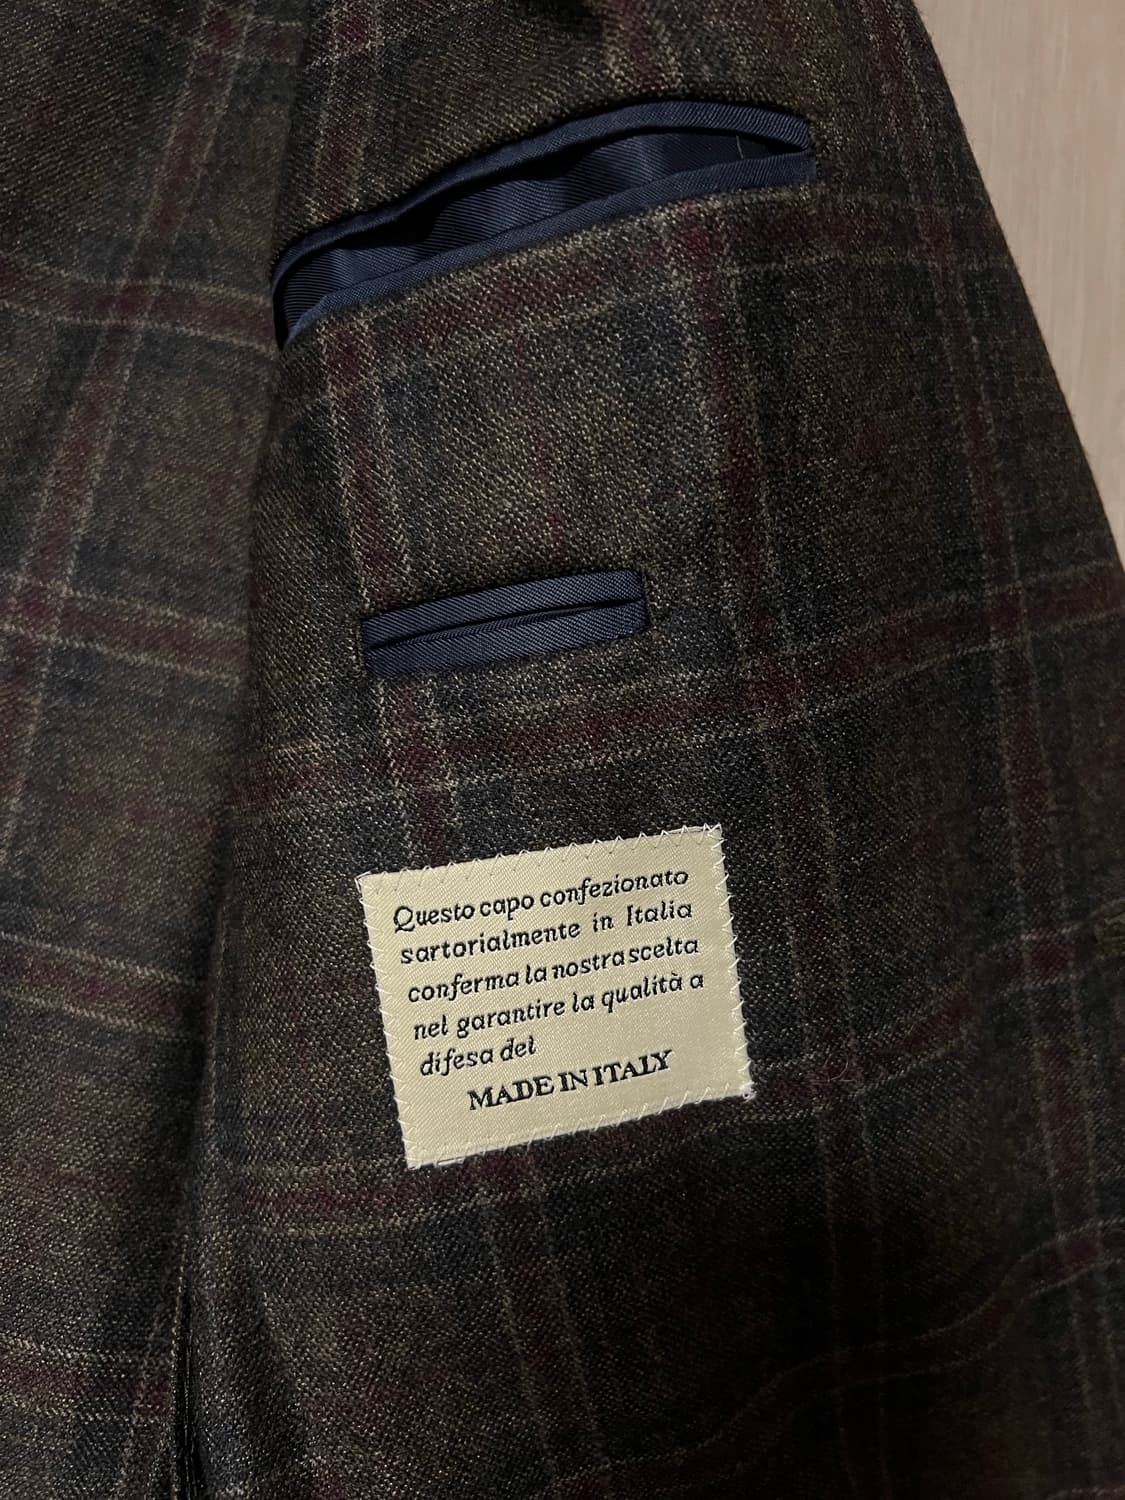 Questo capo confezionato
sartorialmente in Italia
conferma la nostra scelta
nel garantire la qualità a
difesa del
MADE IN ITALY